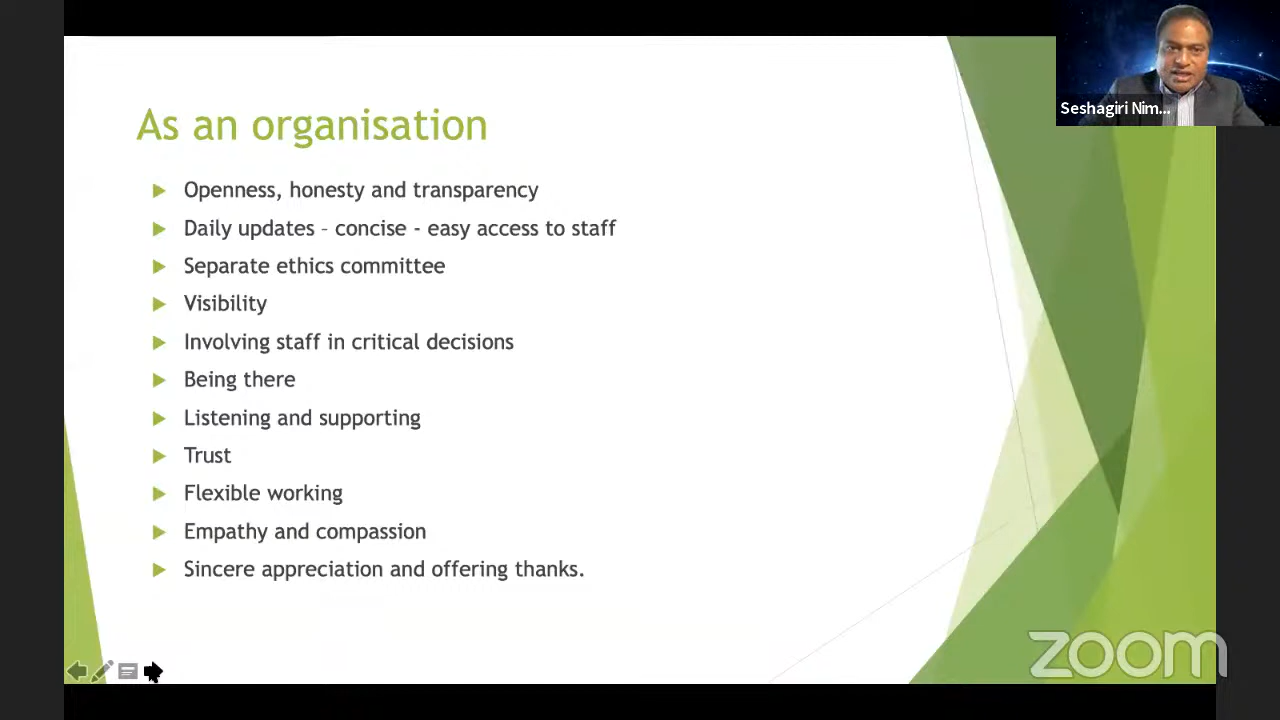 Seshagiri Nim...
As an organisation
Openness, honesty and transparency
Daily updates – concise - easy access to staff
Separate ethics committee
Visibility
Involving staff in critical decisions
Being there
Listening and supporting
Trust
Flexible working
Empathy and compassion
Sincere appreciation and offering thanks.
zoom